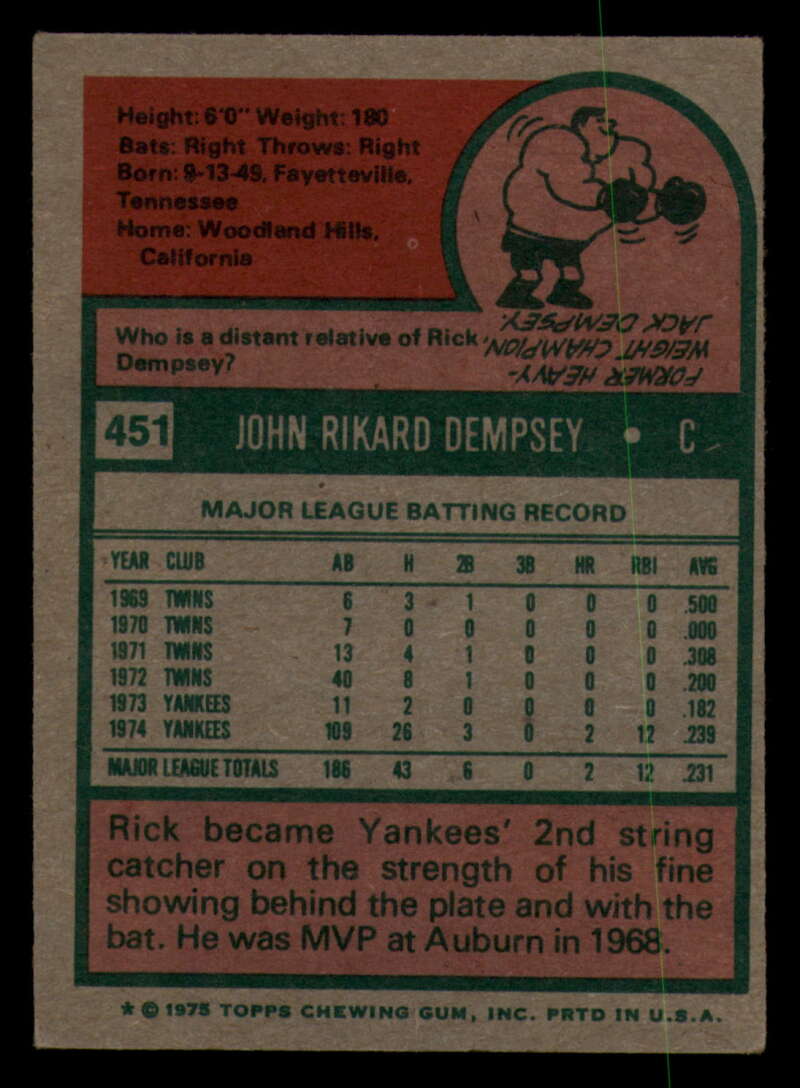 Height: 6'0" Weight: 180
Bats: Right Throws: Right
Born: 9-13-49, Fayetteville,
Tennessee
Home: Woodland Hills,
California
Who is a distant relative of Rick
Dempsey?
FORMER HEAVY-
WEIGHT CHAMPION,
JACK DEMPSEY.
451 JOHN RIKARD DEMPSEY • C
MAJOR LEAGUE BATTING RECORD
YEAR CLUB AB H 2B 3B HR RBI AVG
1969 TWINS 6 3 1 0 0 0 .500
1970 TWINS 7 0 0 0 0 0 .000
1971 TWINS 13 4 1 0 0 0 .308
1972 TWINS 40 8 1 0 0 0 .200
1973 YANKEES 11 2 0 0 0 0 .182
1974 YANKEES 109 26 3 0 2 12 .239
MAJOR LEAGUE TOTALS 186 43 6 0 2 12 .231
Rick became Yankees' 2nd string
catcher on the strength of his fine
showing behind the plate and with the
bat. He was MVP at Auburn in 1968.
* © 1975 TOPPS CHEWING GUM, INC. PRTD IN U.S.A.